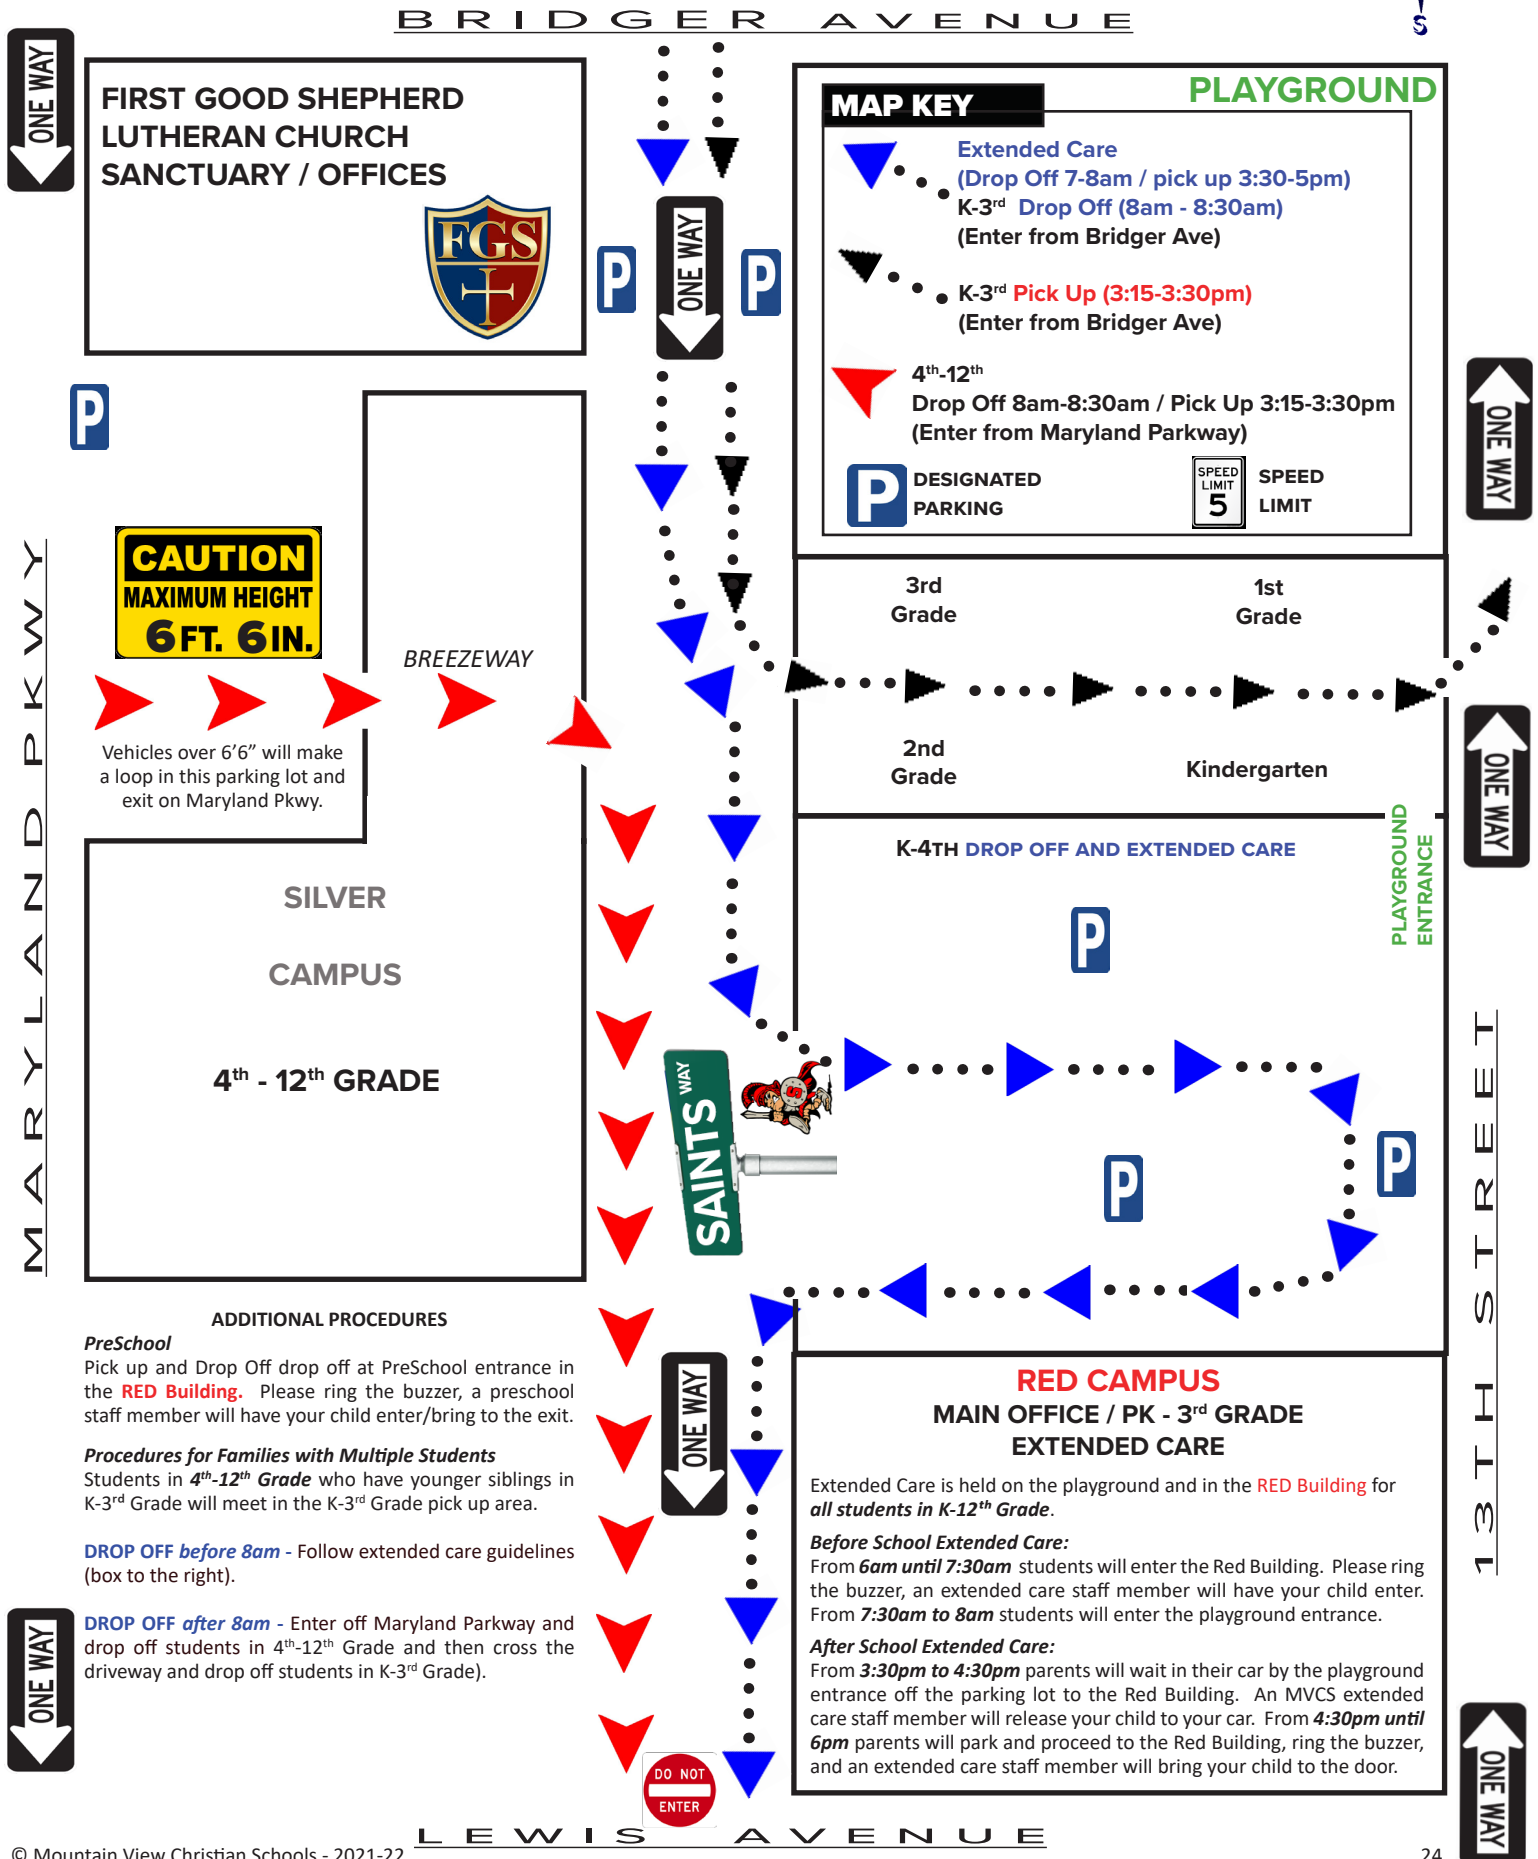 BRIDGER AVENUE
S
ONE WAY
FIRST GOOD SHEPHERD
LUTHERAN CHURCH
SANCTUARY / OFFICES
FGS
P
ONE WAY
P
PLAYGROUND
MAP KEY
Extended Care
(Drop Off 7-8am / pick up 3:30-5pm)
K-3rd Drop Off (8am - 8:30am)
(Enter from Bridger Ave)
K-3rd Pick Up (3:15-3:30pm)
(Enter from Bridger Ave)
4th-12th
Drop Off 8am-8:30am / Pick Up 3:15-3:30pm
(Enter from Maryland Parkway)
P
DESIGNATED
PARKING
SPEED
LIMIT
5
SPEED
LIMIT
ONE WAY
P
MARYLAND PKWY
CAUTION
MAXIMUM HEIGHT
6 FT. 6 IN.
BREEZEWAY
Vehicles over 6'6" will make
a loop in this parking lot and
exit on Maryland Pkwy.
3rd
Grade
1st
Grade
2nd
Grade
Kindergarten
ONE WAY
SILVER
CAMPUS
4th - 12th GRADE
K-4TH DROP OFF AND EXTENDED CARE
PLAYGROUND
ENTRANCE
P
SAINTS WAY
S
P
P
13TH STREET
ADDITIONAL PROCEDURES
PreSchool
Pick up and Drop Off drop off at PreSchool entrance in
the RED Building. Please ring the buzzer, a preschool
staff member will have your child enter/bring to the exit.
Procedures for Families with Multiple Students
Students in 4th-12th Grade who have younger siblings in
K-3rd Grade will meet in the K-3rd Grade pick up area.
DROP OFF before 8am - Follow extended care guidelines
(box to the right).
DROP OFF after 8am - Enter off Maryland Parkway and
drop off students in 4th-12th Grade and then cross the
driveway and drop off students in K-3rd Grade).
ONE WAY
ONE WAY
RED CAMPUS
MAIN OFFICE / PK - 3rd GRADE
EXTENDED CARE
Extended Care is held on the playground and in the RED Building for
all students in K-12th Grade.
Before School Extended Care:
From 6am until 7:30am students will enter the Red Building. Please ring
the buzzer, an extended care staff member will have your child enter.
From 7:30am to 8am students will enter the playground entrance.
After School Extended Care:
From 3:30pm to 4:30pm parents will wait in their car by the playground
entrance off the parking lot to the Red Building. An MVCS extended
care staff member will release your child to your car. From 4:30pm until
6pm parents will park and proceed to the Red Building, ring the buzzer,
and an extended care staff member will bring your child to the door.
DO NOT
ENTER
ONE WAY
LEWIS AVENUE
© Mountain View Christian Schools - 2021-22
24